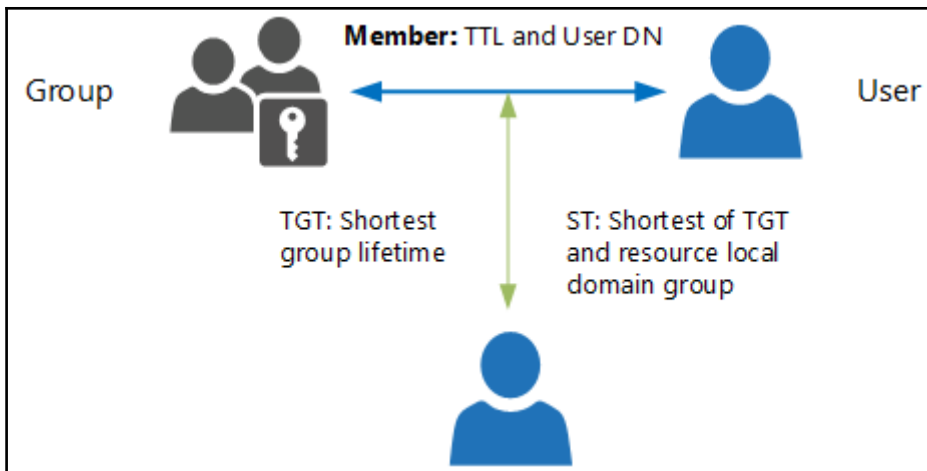 Member: TTL and User DN
Group
User
TGT: Shortest
group lifetime
ST: Shortest of TGT
and resource local
domain group